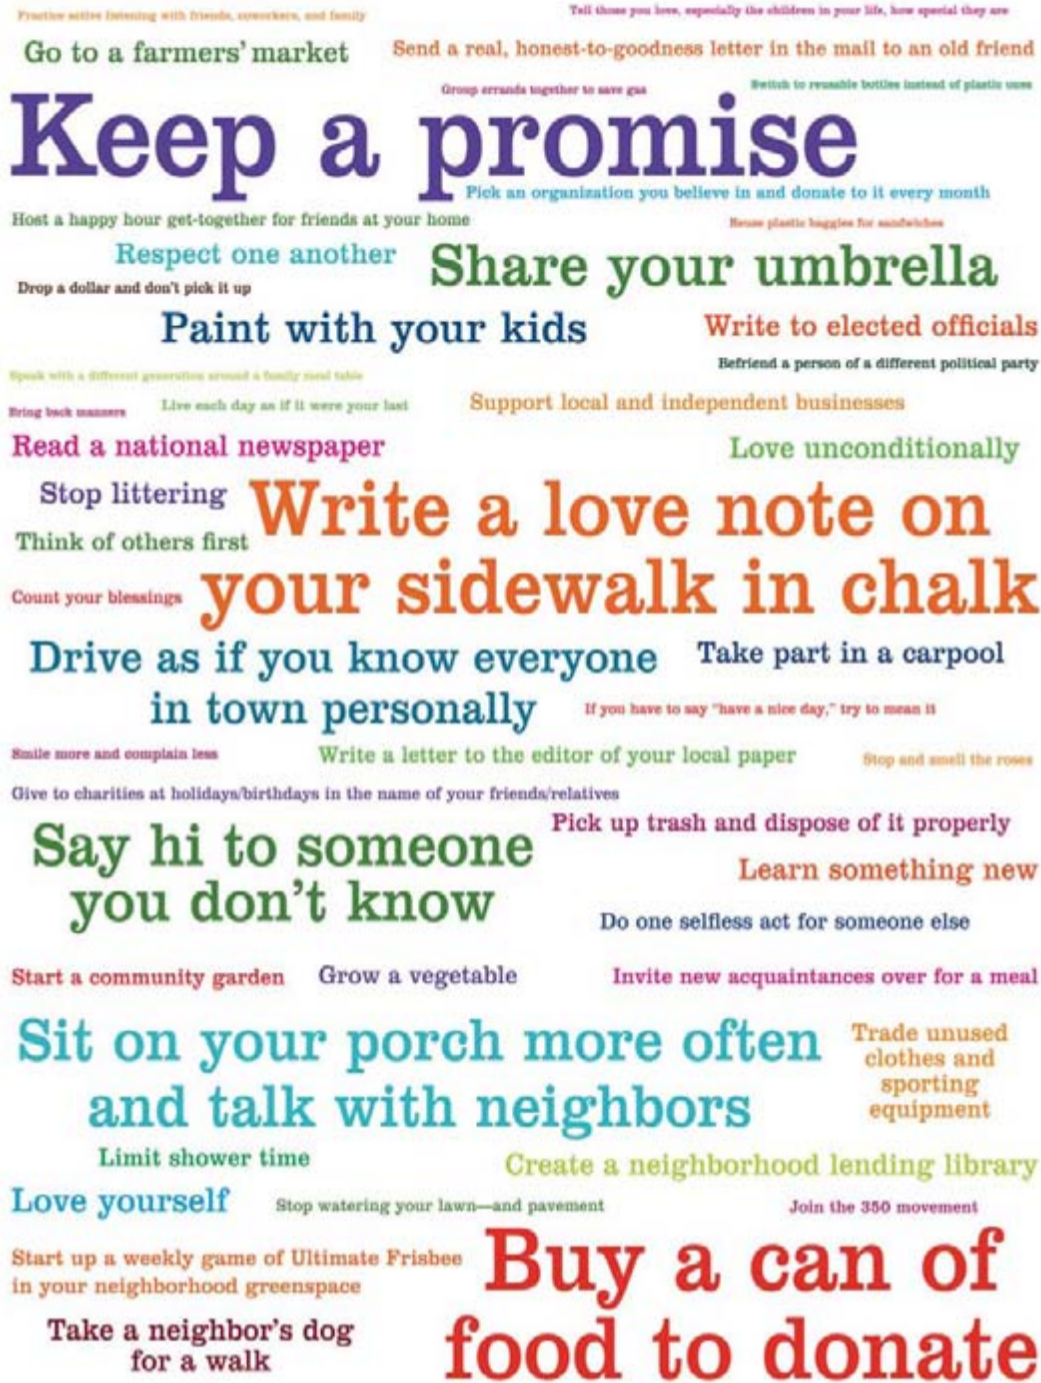 Practice active listening with friends, coworkers, and family
Tell those you love, especially the children in your life, how special they are
Go to a farmers' market
Send a real, honest-to-goodness letter in the mail to an old friend
Group errands together to save gas
Switch to reusable bottles instead of plastic ones
Keep a promise
Pick an organization you believe in and donate to it every month
Host a happy hour get-together for friends at your home
Reuse plastic baggies for sandwiches
Respect one another
Share your umbrella
Drop a dollar and don't pick it up
Paint with your kids
Write to elected officials
Befriend a person of a different political party
Speak with a different generation around a family meal table
Bring back manners
Live each day as if it were your last
Support local and independent businesses
Read a national newspaper
Love unconditionally
Stop littering
Write a love note on
your sidewalk in chalk
Think of others first
Count your blessings
Drive as if you know everyone
in town personally
Take part in a carpool
If you have to say "have a nice day," try to mean it
Smile more and complain less
Write a letter to the editor of your local paper
Stop and smell the roses
Give to charities at holidays/birthdays in the name of your friends/relatives
Say hi to someone
you don't know
Pick up trash and dispose of it properly
Learn something new
Do one selfless act for someone else
Start a community garden
Grow a vegetable
Invite new acquaintances over for a meal
Sit on your porch more often
and talk with neighbors
Trade unused
clothes and
sporting
equipment
Limit shower time
Create a neighborhood lending library
Love yourself
Stop watering your lawn—and pavement
Join the 350 movement
Start up a weekly game of Ultimate Frisbee
in your neighborhood greenspace
Buy a can of
food to donate
Take a neighbor's dog
for a walk